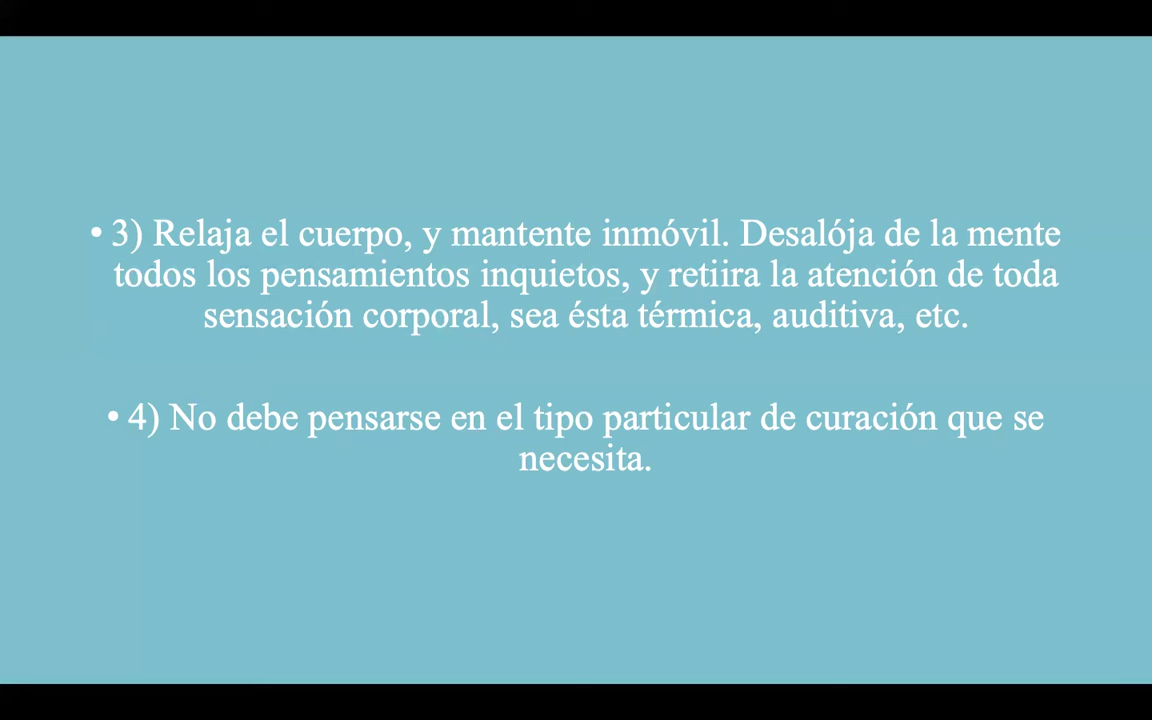 • 3) Relaja el cuerpo, y mantente inmóvil. Desalója de la mente
todos los pensamientos inquietos, y retiira la atención de toda
sensación corporal, sea ésta térmica, auditiva, etc.
• 4) No debe pensarse en el tipo particular de curación que se
necesita.